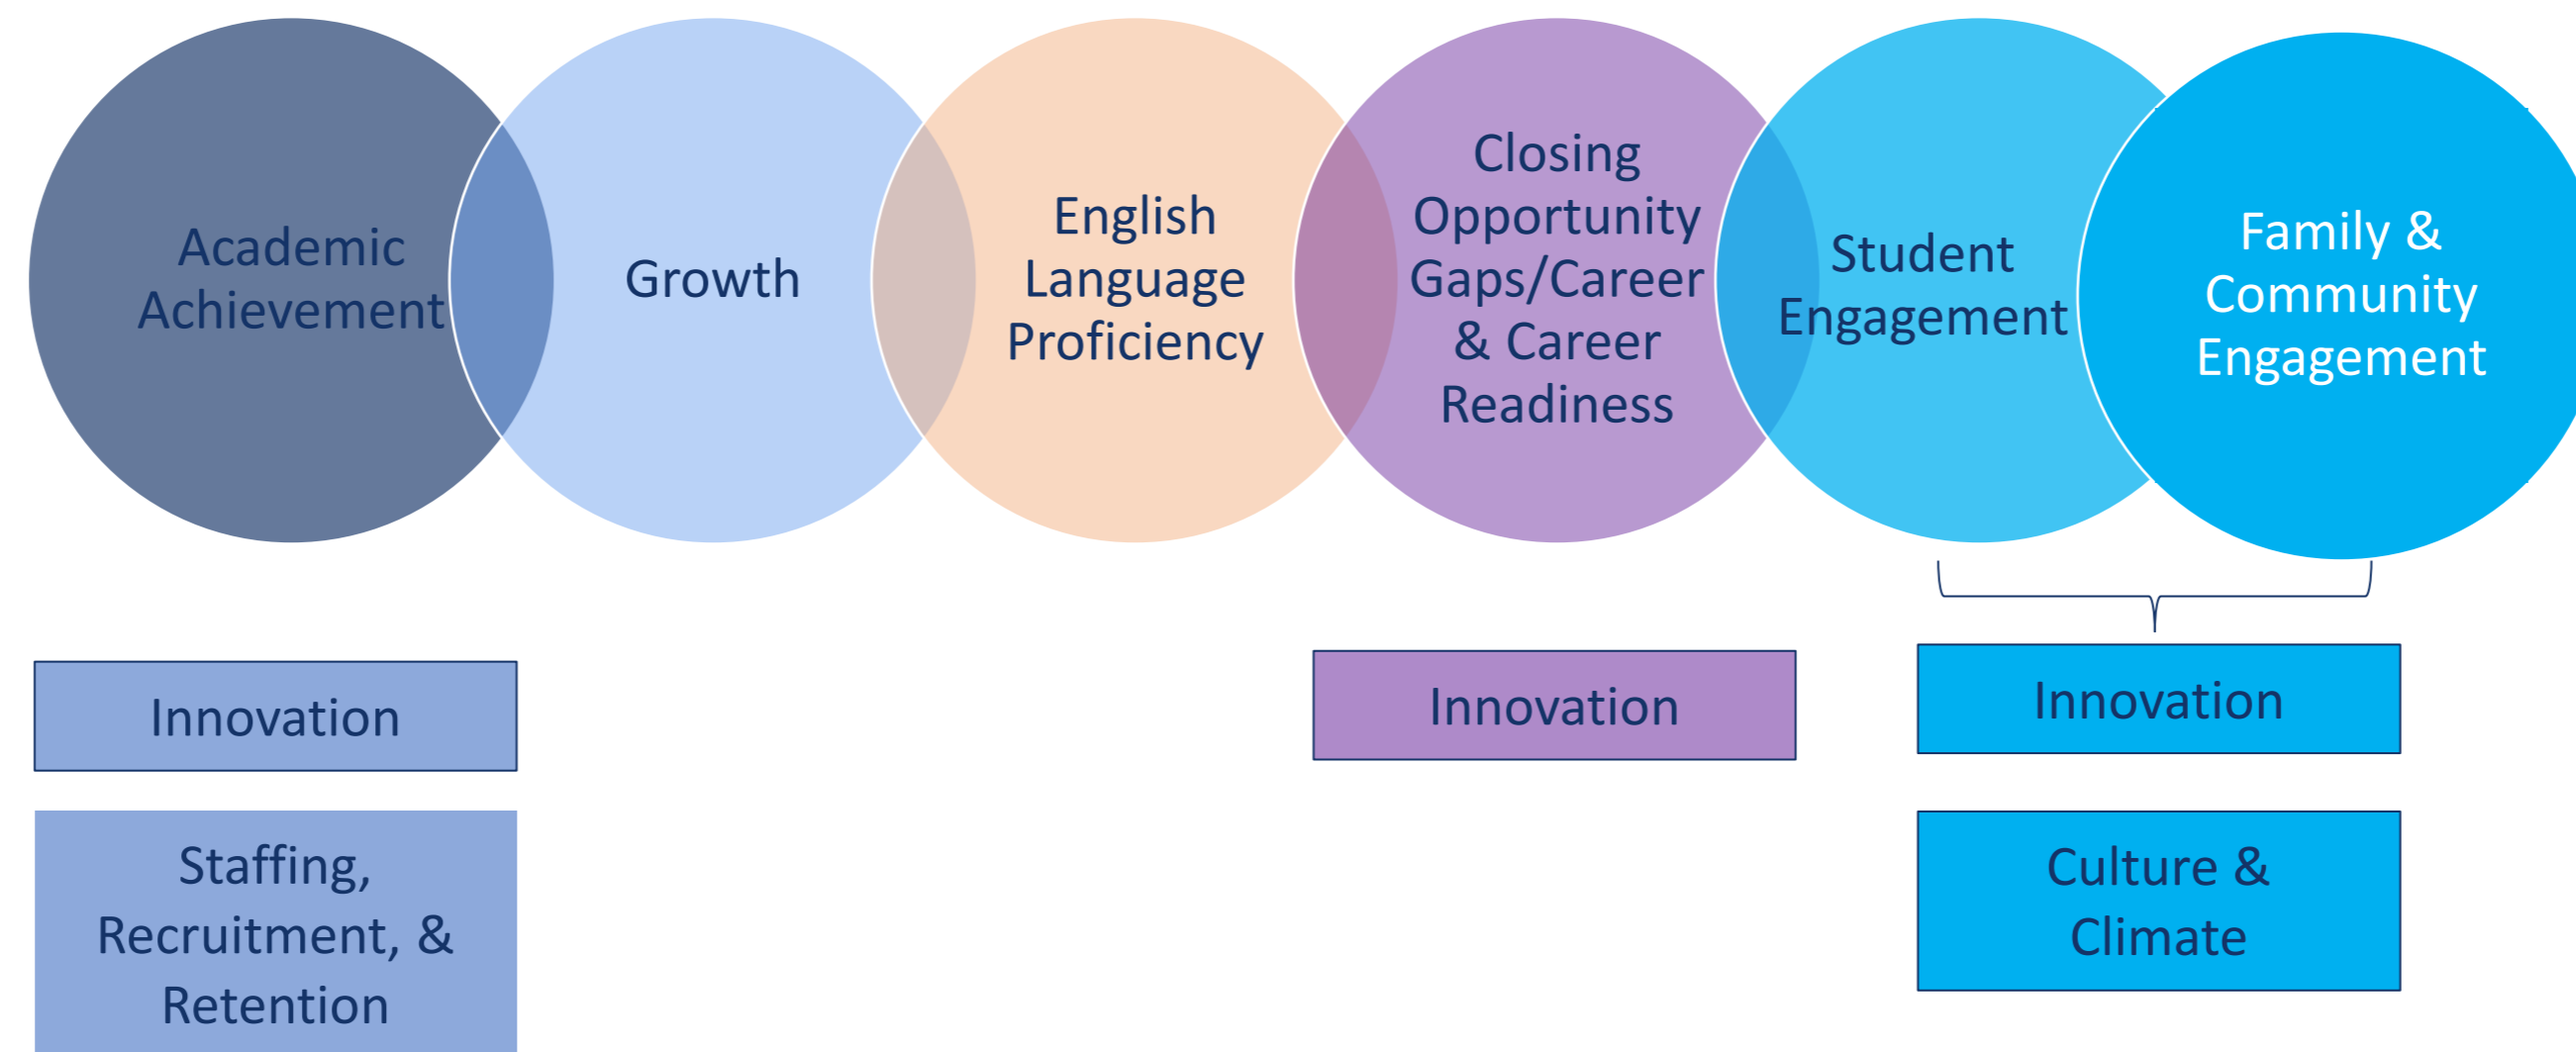 Academic
Achievement
Growth
English
Language
Proficiency
Closing
Opportunity
Gaps/Career
& Career
Readiness
Student
Engagement
Family &
Community
Engagement
Innovation
Innovation
Innovation
Staffing,
Recruitment, &
Retention
Culture &
Climate